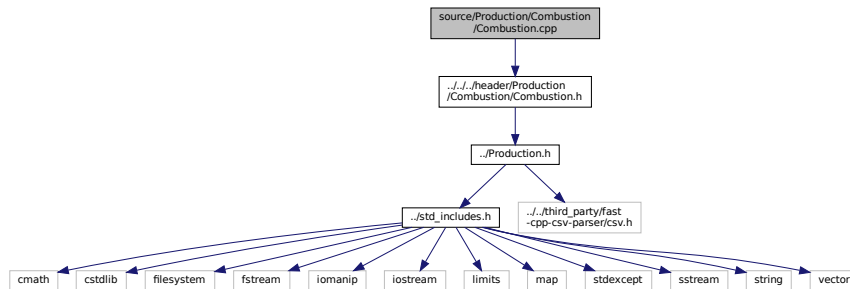 source/Production/Combustion
/Combustion.cpp
../../../header/Production
/Combustion/Combustion.h
../Production.h
../std_includes.h
../../third_party/fast
-cpp-csv-parser/csv.h
cmath
cstdlib
filesystem
fstream
iomanip
iostream
limits
map
stdexcept
sstream
string
vector